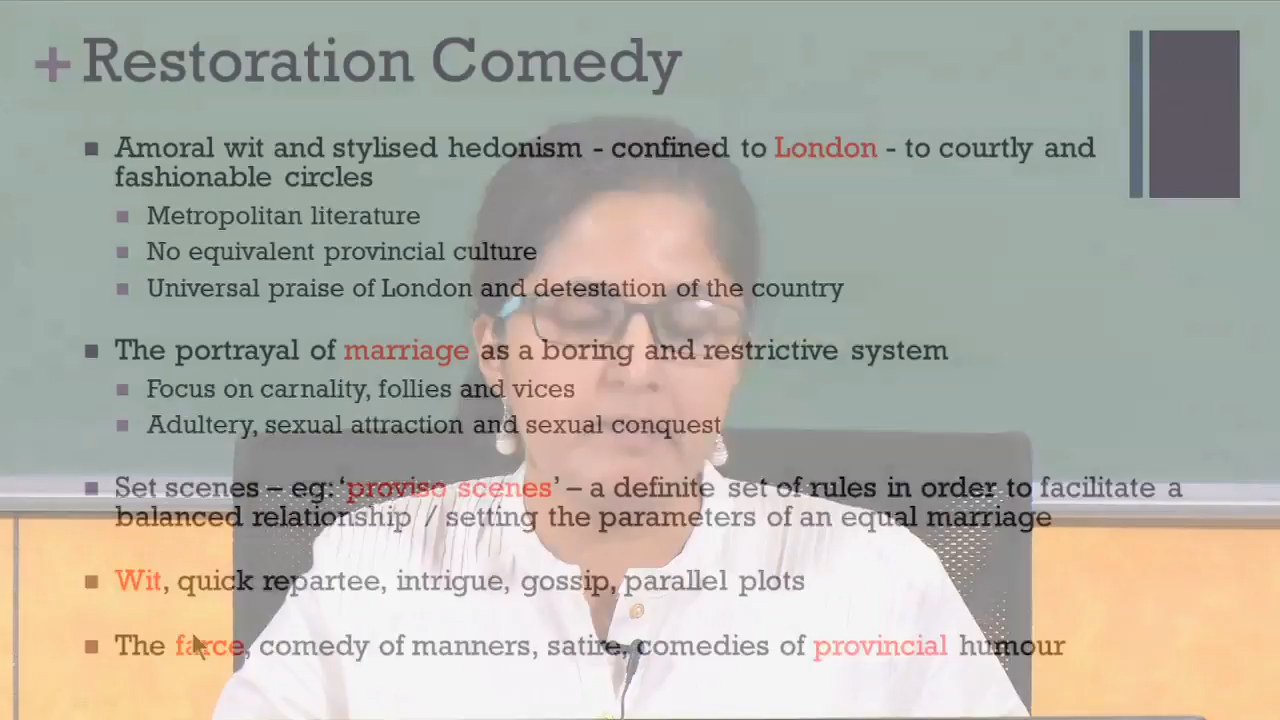 + Restoration Comedy
■ Amoral wit and stylised hedonism - confined to London - to courtly and
fashionable circles
■ Metropolitan literature
■ No equivalent provincial culture
■ Universal praise of London and detestation of the country
■ The portrayal of marriage as a boring and restrictive system
■ Focus on carnality, follies and vices
■ Adultery, sexual attraction and sexual conquest
■ Set scenes – eg: ‘proviso scenes’ – a definite set of rules in order to facilitate a
balanced relationship / setting the parameters of an equal marriage
■ Wit, quick repartee, intrigue, gossip, parallel plots
■ The farce, comedy of manners, satire, comedies of provincial humour